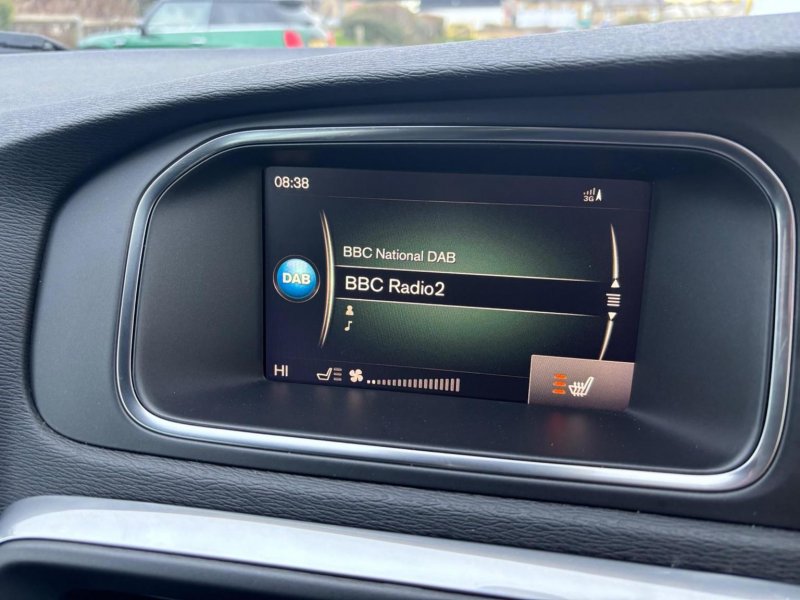 08:38
3G
BBC National DAB
DAB
BBC Radio2
HI